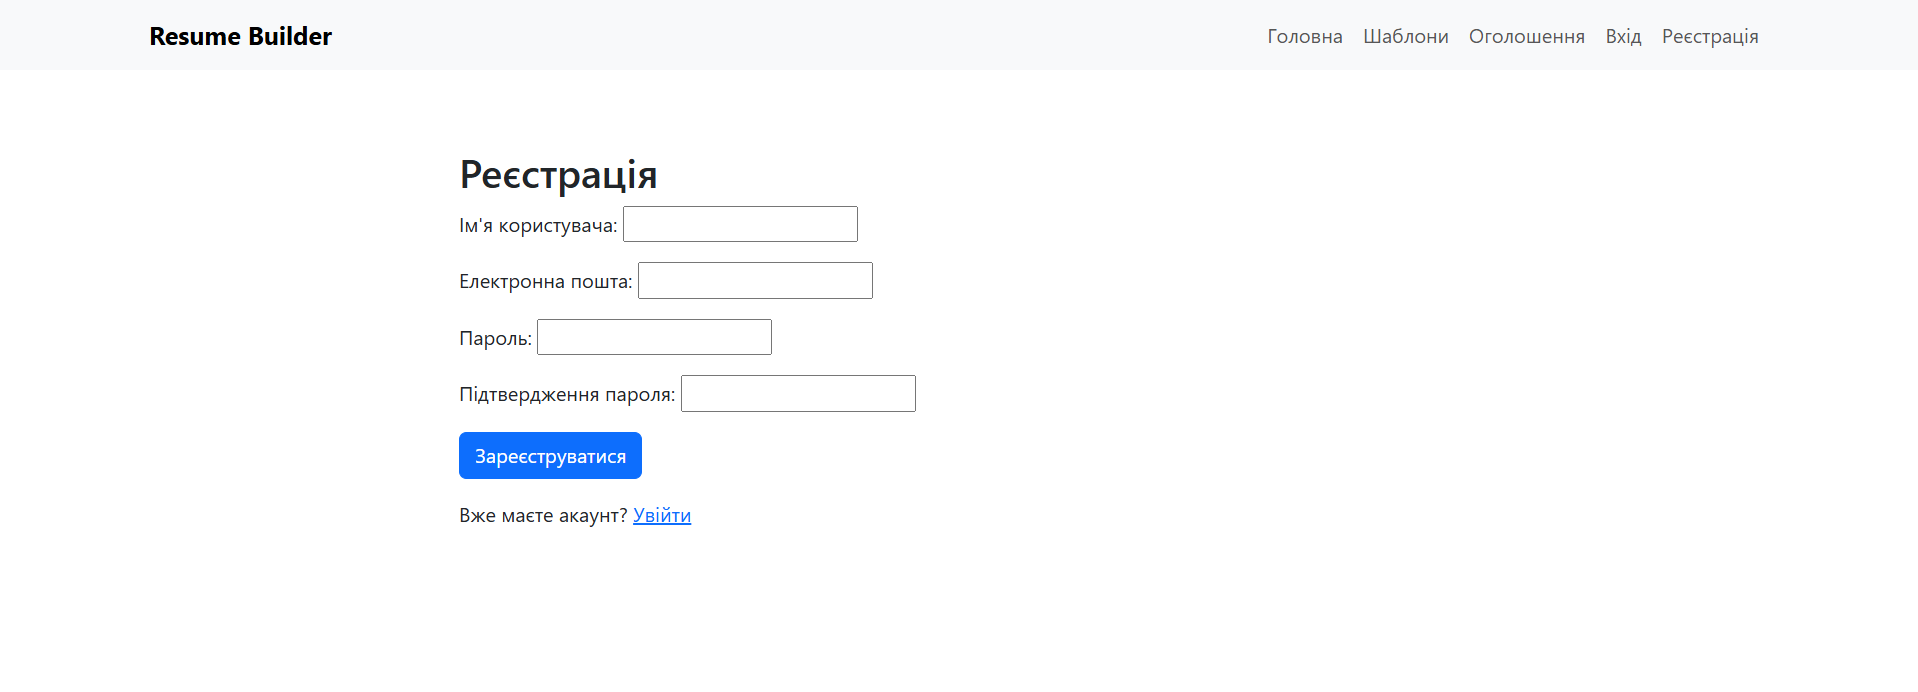 Resume Builder
Головна Шаблони Оголошення Вхід Реєстрація
Реєстрація
Ім'я користувача:
Електронна пошта:
Пароль:
Підтвердження пароля:
Зареєструватися
Вже маєте акаунт? Увійти